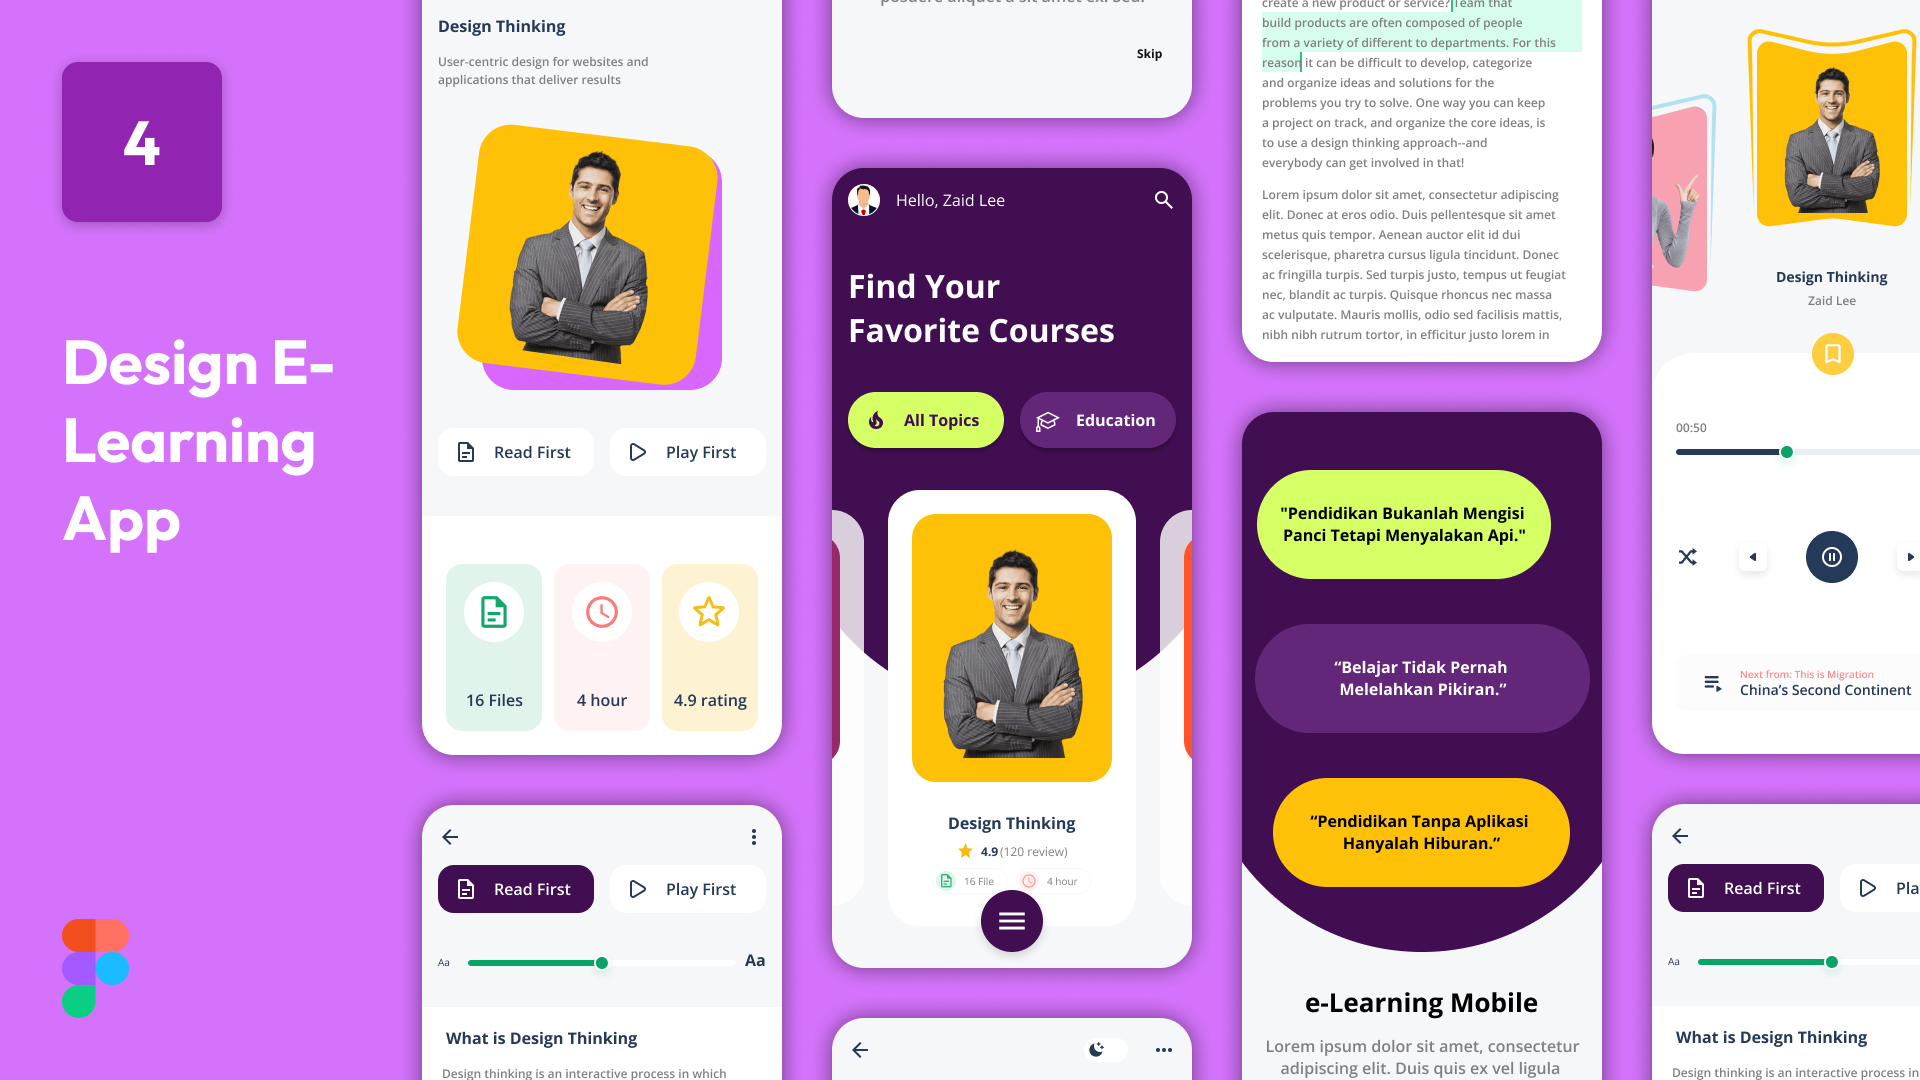 4
Design E-
Learning
App
Design Thinking
User-centric design for websites and
applications that deliver results
Read First
Play First
16 Files
4 hour
4.9 rating
Read First
Play First
Aa
Aa
What is Design Thinking
Design thinking is an interactive process in which
posuere aliquet a sit amet ex. Sed.
Skip
Hello, Zaid Lee
Find Your
Favorite Courses
All Topics
Education
Design Thinking
4.9 (120 review)
16 File
4 hour
create a new product or service? Team that
build products are often composed of people
from a variety of different to departments. For this
reason it can be difficult to develop, categorize
and organize ideas and solutions for the
problems you try to solve. One way you can keep
a project on track, and organize the core ideas, is
to use a design thinking approach--and
everybody can get involved in that!
Lorem ipsum dolor sit amet, consectetur adipiscing
elit. Donec at eros odio. Duis pellentesque sit amet
metus quis tempor. Aenean auctor elit id dui
scelerisque, pharetra cursus ligula tincidunt. Donec
ac fringilla turpis. Sed turpis justo, tempus ut feugiat
nec, blandit ac turpis. Quisque rhoncus nec massa
ac vulputate. Mauris mollis, odio sed facilisis mattis,
nibh nibh rutrum tortor, in efficitur justo lorem in
"Pendidikan Bukanlah Mengisi
Panci Tetapi Menyalakan Api."
“Belajar Tidak Pernah
Melelahkan Pikiran.”
“Pendidikan Tanpa Aplikasi
Hanyalah Hiburan.”
e-Learning Mobile
Lorem ipsum dolor sit amet, consectetur
adipiscing elit. Duis quis ex vel ligula
Design Thinking
Zaid Lee
00:50
Next from: This is Migration
China’s Second Continent
Read First
Pla
Aa
What is Design Thinking
Design thinking is an interactive process in